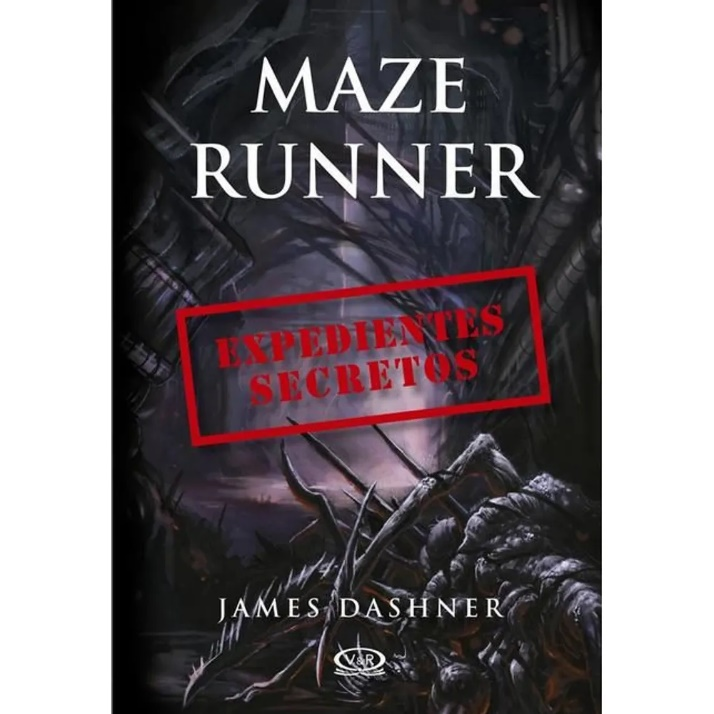 MAZE
RUNNER
EXPEDIENTES
SECRETOS
JAMES DASHNER
V&R